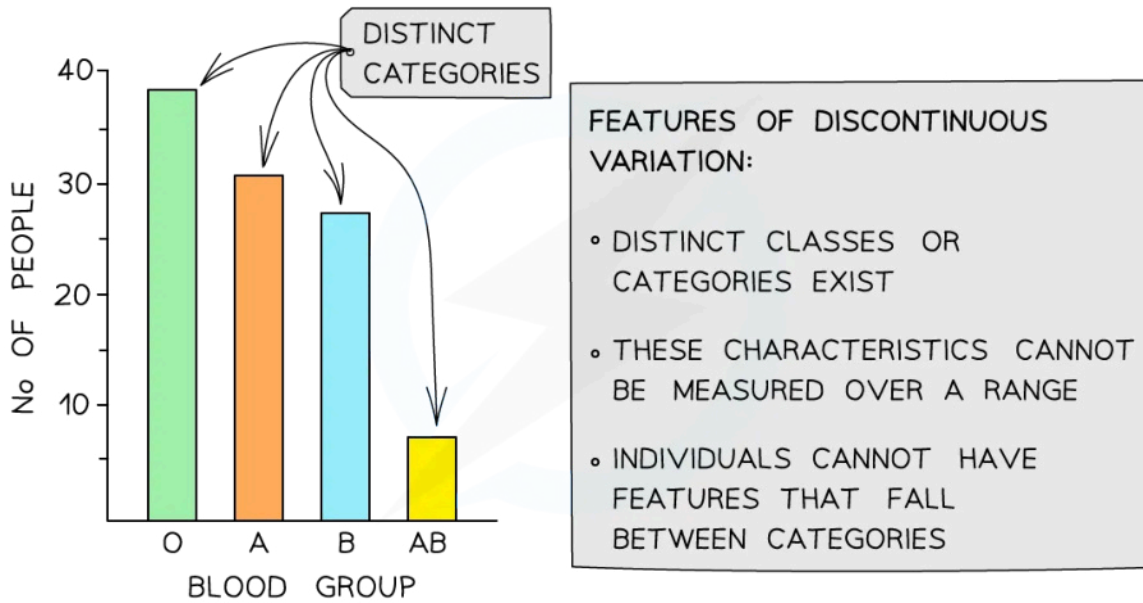 DISTINCT
CATEGORIES
40
30
20
10
No OF PEOPLE
O A B AB
BLOOD GROUP
FEATURES OF DISCONTINUOUS
VARIATION:
◦ DISTINCT CLASSES OR
CATEGORIES EXIST
◦ THESE CHARACTERISTICS CANNOT
BE MEASURED OVER A RANGE
◦ INDIVIDUALS CANNOT HAVE
FEATURES THAT FALL
BETWEEN CATEGORIES